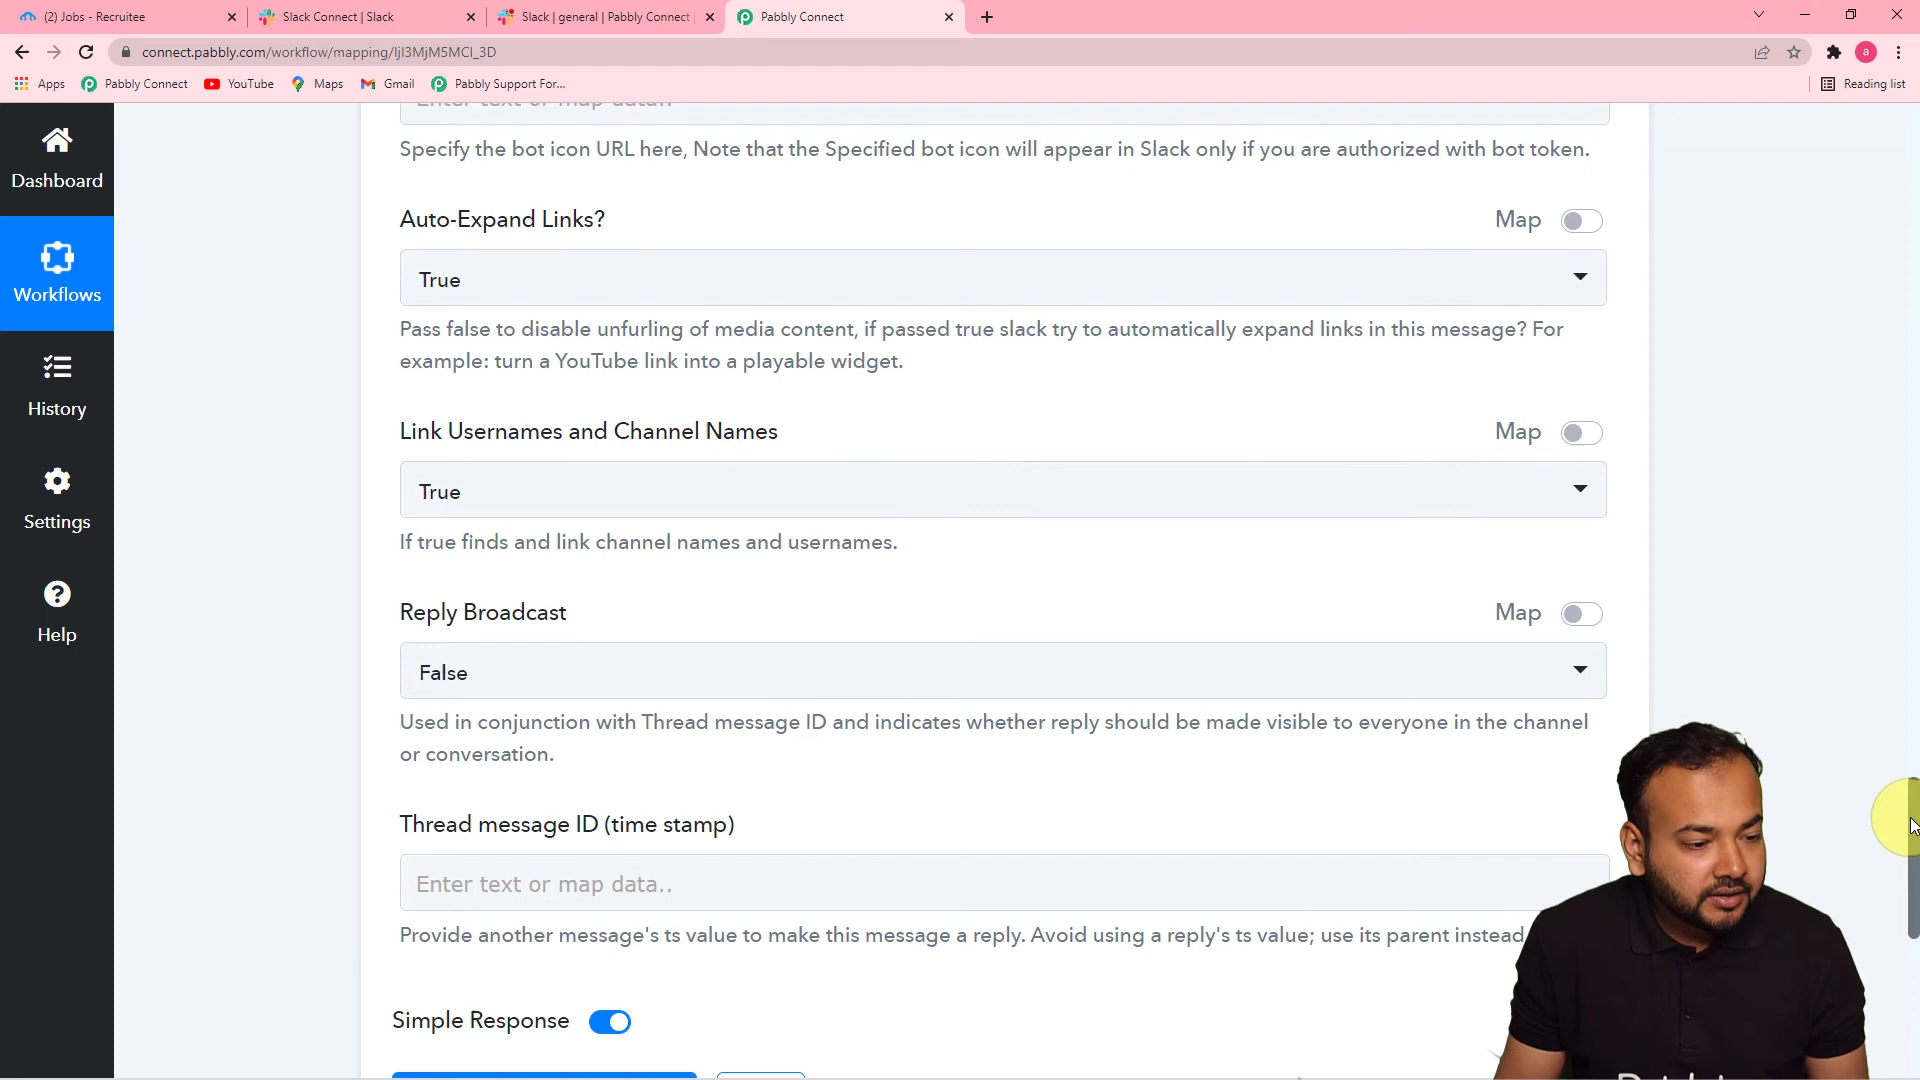 (2) Jobs - Recruitee
Slack Connect | Slack
Slack | general | Pabbly Connect
Pabbly Connect
connect.pabbly.com/workflow/mapping/IjI3MjM5MCI_3D
a
Apps
Pabbly Connect
YouTube
Maps
Gmail
Pabbly Support For...
Reading list
Dashboard
Workflows
History
Settings
Help
Enter text or map data..
Specify the bot icon URL here, Note that the Specified bot icon will appear in Slack only if you are authorized with bot token.
Auto-Expand Links?
Map
True
Pass false to disable unfurling of media content, if passed true slack try to automatically expand links in this message? For
example: turn a YouTube link into a playable widget.
Link Usernames and Channel Names
Map
True
If true finds and link channel names and usernames.
Reply Broadcast
Map
False
Used in conjunction with Thread message ID and indicates whether reply should be made visible to everyone in the channel
or conversation.
Thread message ID (time stamp)
Enter text or map data..
Provide another message's ts value to make this message a reply. Avoid using a reply's ts value; use its parent instead
Simple Response